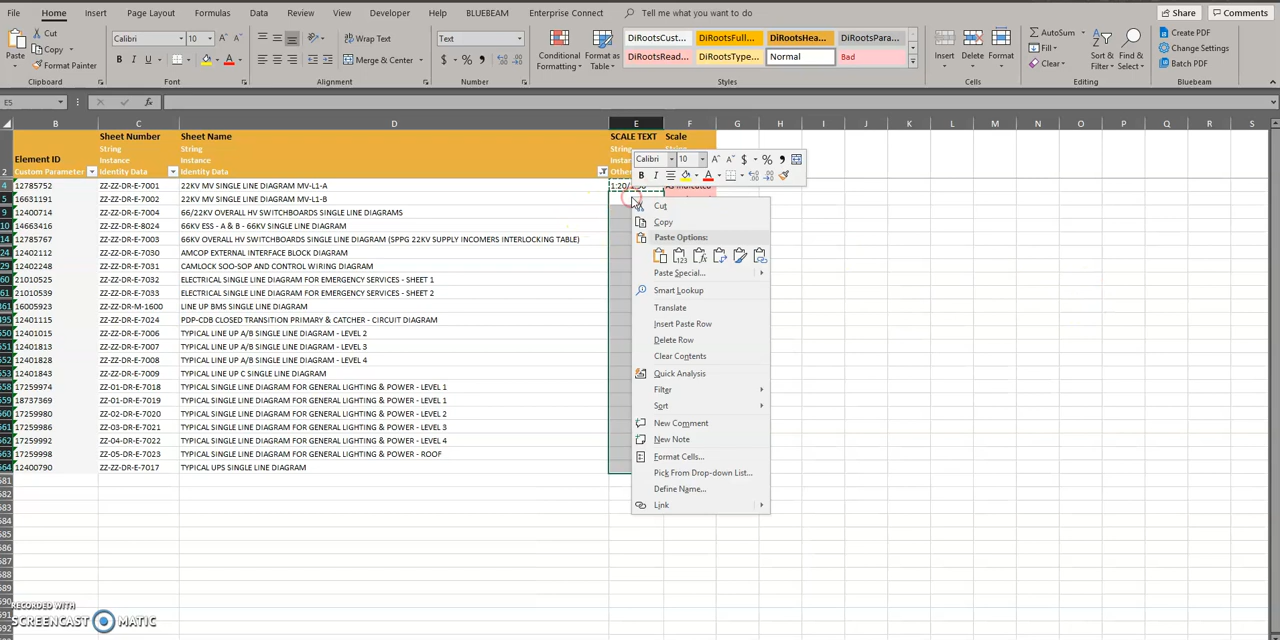 File Home Insert Page Layout Formulas Data Review View Developer Help BLUEBEAM Enterprise Connect Tell me what you want to do Share Comments
Cut Calibri 10 Wrap Text Text DiRootsCust... DiRootsFull... DiRootsHea... DiRootsPara... AutoSum Create PDF
Copy Fill Change Settings
Paste Format Painter Merge & Center Conditional Formatting Format as Table DiRootsRead... DiRootsType... Normal Bad Insert Delete Format Clear Sort & Filter Find & Select Batch PDF
Clipboard Font Alignment Number Styles Cells Editing Bluebeam
E5
B C D E F G H I J K L M N O P Q R S
Sheet Number Sheet Name SCALE TEXT Scale
String String String
Element ID Instance Instance
2 Custom Parameter Identity Data Identity Data
4 12785752 ZZ-ZZ-DR-E-7001 22KV MV SINGLE LINE DIAGRAM MV-L1-A
5 16631191 ZZ-ZZ-DR-E-7002 22KV MV SINGLE LINE DIAGRAM MV-L1-B
9 12400714 ZZ-ZZ-DR-E-7004 66/22KV OVERALL HV SWITCHBOARDS SINGLE LINE DIAGRAMS
10 14663416 ZZ-ZZ-DR-E-8024 66KV ESS - A & B - 66KV SINGLE LINE DIAGRAM
14 12785767 ZZ-ZZ-DR-E-7003 66KV OVERALL HV SWITCHBOARDS SINGLE LINE DIAGRAM (SPPG 22KV SUPPLY INCOMERS INTERLOCKING TABLE)
12402112 ZZ-ZZ-DR-E-7030 AMCOP EXTERNAL INTERFACE BLOCK DIAGRAM
12402248 ZZ-ZZ-DR-E-7031 CAMLOCK SOO-SOP AND CONTROL WIRING DIAGRAM
21010525 ZZ-ZZ-DR-E-7032 ELECTRICAL SINGLE LINE DIAGRAM FOR EMERGENCY SERVICES - SHEET 1
21010539 ZZ-ZZ-DR-E-7033 ELECTRICAL SINGLE LINE DIAGRAM FOR EMERGENCY SERVICES - SHEET 2
16005923 ZZ-ZZ-DR-M-1600 LINE UP BMS SINGLE LINE DIAGRAM
12401115 ZZ-ZZ-DR-E-7024 PDP-CDB CLOSED TRANSITION PRIMARY & CATCHER - CIRCUIT DIAGRAM
12401015 ZZ-ZZ-DR-E-7006 TYPICAL LINE UP A/B SINGLE LINE DIAGRAM - LEVEL 2
12401813 ZZ-ZZ-DR-E-7007 TYPICAL LINE UP A/B SINGLE LINE DIAGRAM - LEVEL 3
12401828 ZZ-ZZ-DR-E-7008 TYPICAL LINE UP A/B SINGLE LINE DIAGRAM - LEVEL 4
12401843 ZZ-ZZ-DR-E-7009 TYPICAL LINE UP C SINGLE LINE DIAGRAM
17259974 ZZ-01-DR-E-7018 TYPICAL SINGLE LINE DIAGRAM FOR GENERAL LIGHTING & POWER - LEVEL 1
18737369 ZZ-01-DR-E-7019 TYPICAL SINGLE LINE DIAGRAM FOR GENERAL LIGHTING & POWER - LEVEL 1
17259980 ZZ-02-DR-E-7020 TYPICAL SINGLE LINE DIAGRAM FOR GENERAL LIGHTING & POWER - LEVEL 2
17259986 ZZ-03-DR-E-7021 TYPICAL SINGLE LINE DIAGRAM FOR GENERAL LIGHTING & POWER - LEVEL 3
17259992 ZZ-04-DR-E-7022 TYPICAL SINGLE LINE DIAGRAM FOR GENERAL LIGHTING & POWER - LEVEL 4
17259998 ZZ-05-DR-E-7023 TYPICAL SINGLE LINE DIAGRAM FOR GENERAL LIGHTING & POWER - ROOF
12400790 ZZ-ZZ-DR-E-7017 TYPICAL UPS SINGLE LINE DIAGRAM
Calibri 10
Cut
Copy
Paste Options:
Paste Special...
Smart Lookup
Translate
Insert Paste Row
Delete Row
Clear Contents
Quick Analysis
Filter
Sort
New Comment
New Note
Format Cells...
Pick From Drop-down List...
Define Name...
Link
RECORDED WITH
SCREENCAST MATIC